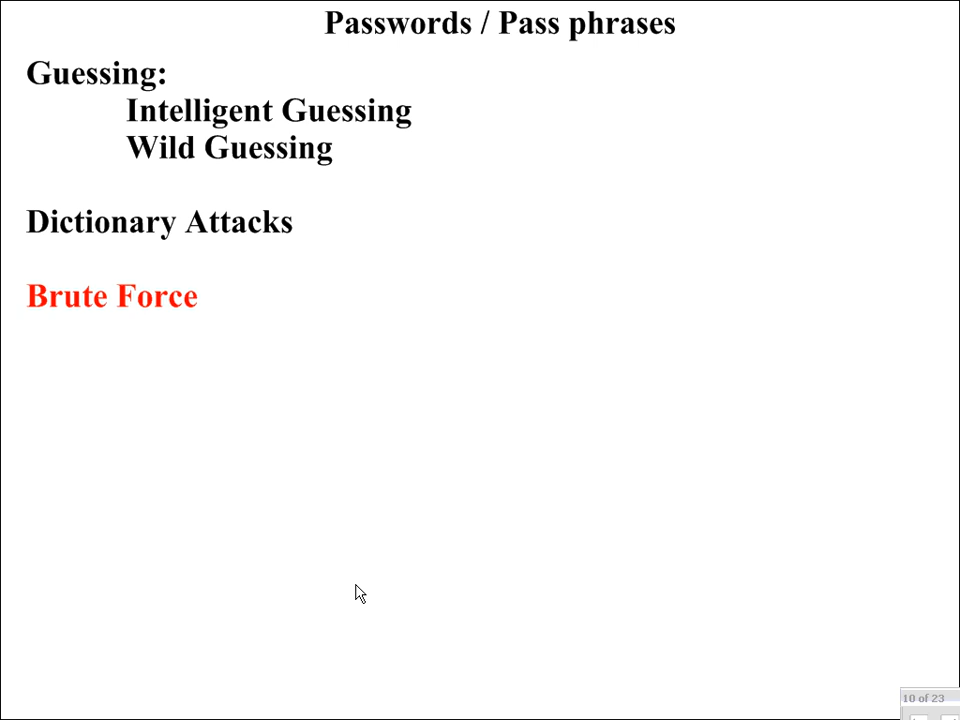 Passwords / Pass phrases
Guessing:
Intelligent Guessing
Wild Guessing
Dictionary Attacks
Brute Force
10 of 23